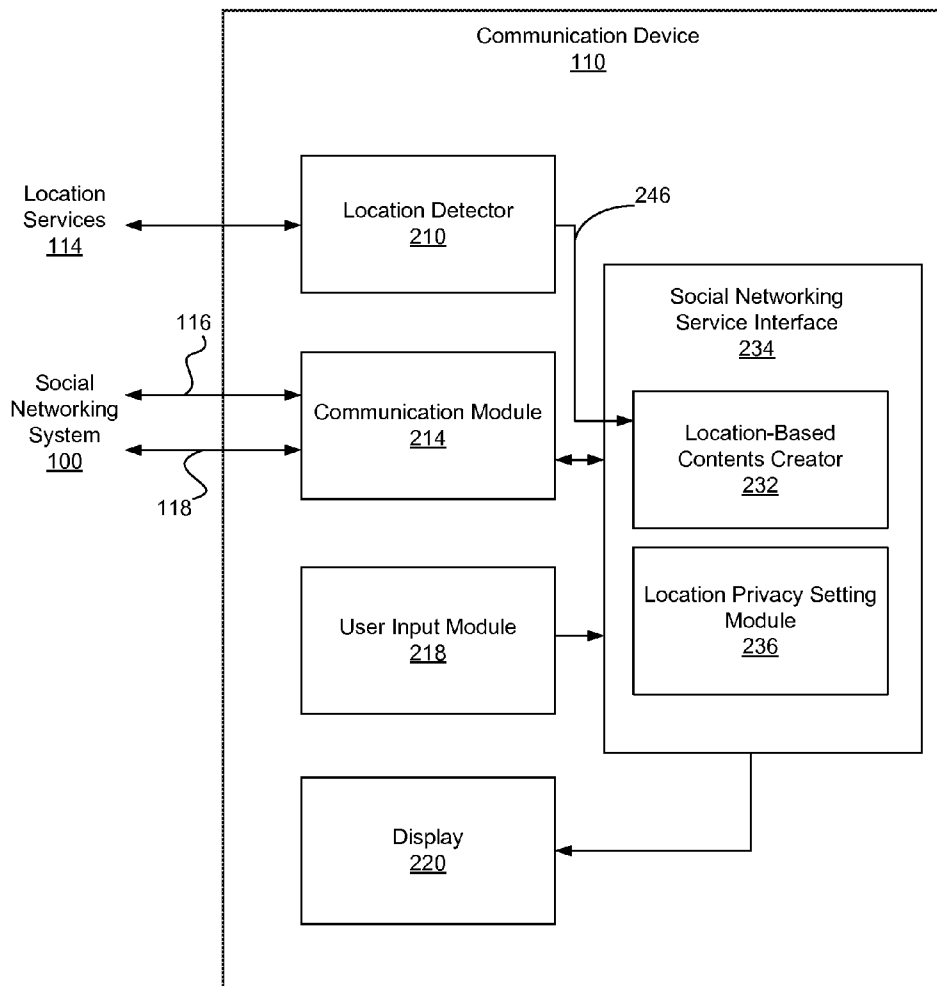 Communication Device
110
Location Detector
210
246
Location
Services
114
Social Networking
Service Interface
234
116
Social
Networking
System
100
Communication Module
214
Location-Based
Contents Creator
232
118
Location Privacy Setting
Module
236
User Input Module
218
Display
220